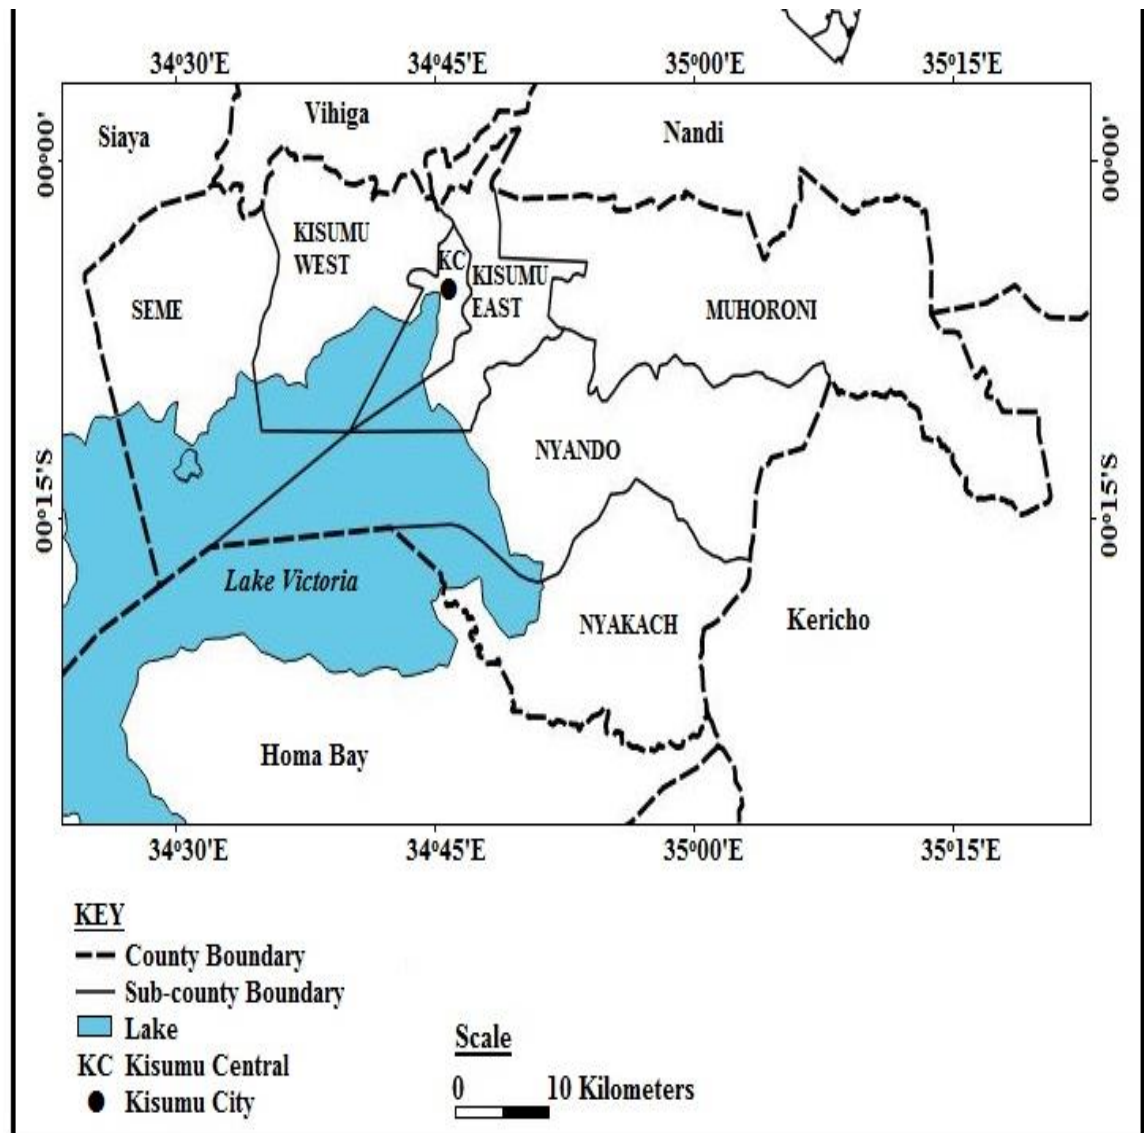 34°30'E 34°45'E 35°00'E 35°15'E
Vihiga
Siaya
Nandi
00°00'
00°00'
KISUMU
WEST
KC
KISUMU
EAST
SEME
MUHORONI
NYANDO
00°15'S
00°15'S
Lake Victoria
NYAKACH
Kericho
Homa Bay
34°30'E 34°45'E 35°00'E 35°15'E
KEY
County Boundary
Sub-county Boundary
Lake
KC Kisumu Central
Kisumu City
Scale
0 10 Kilometers